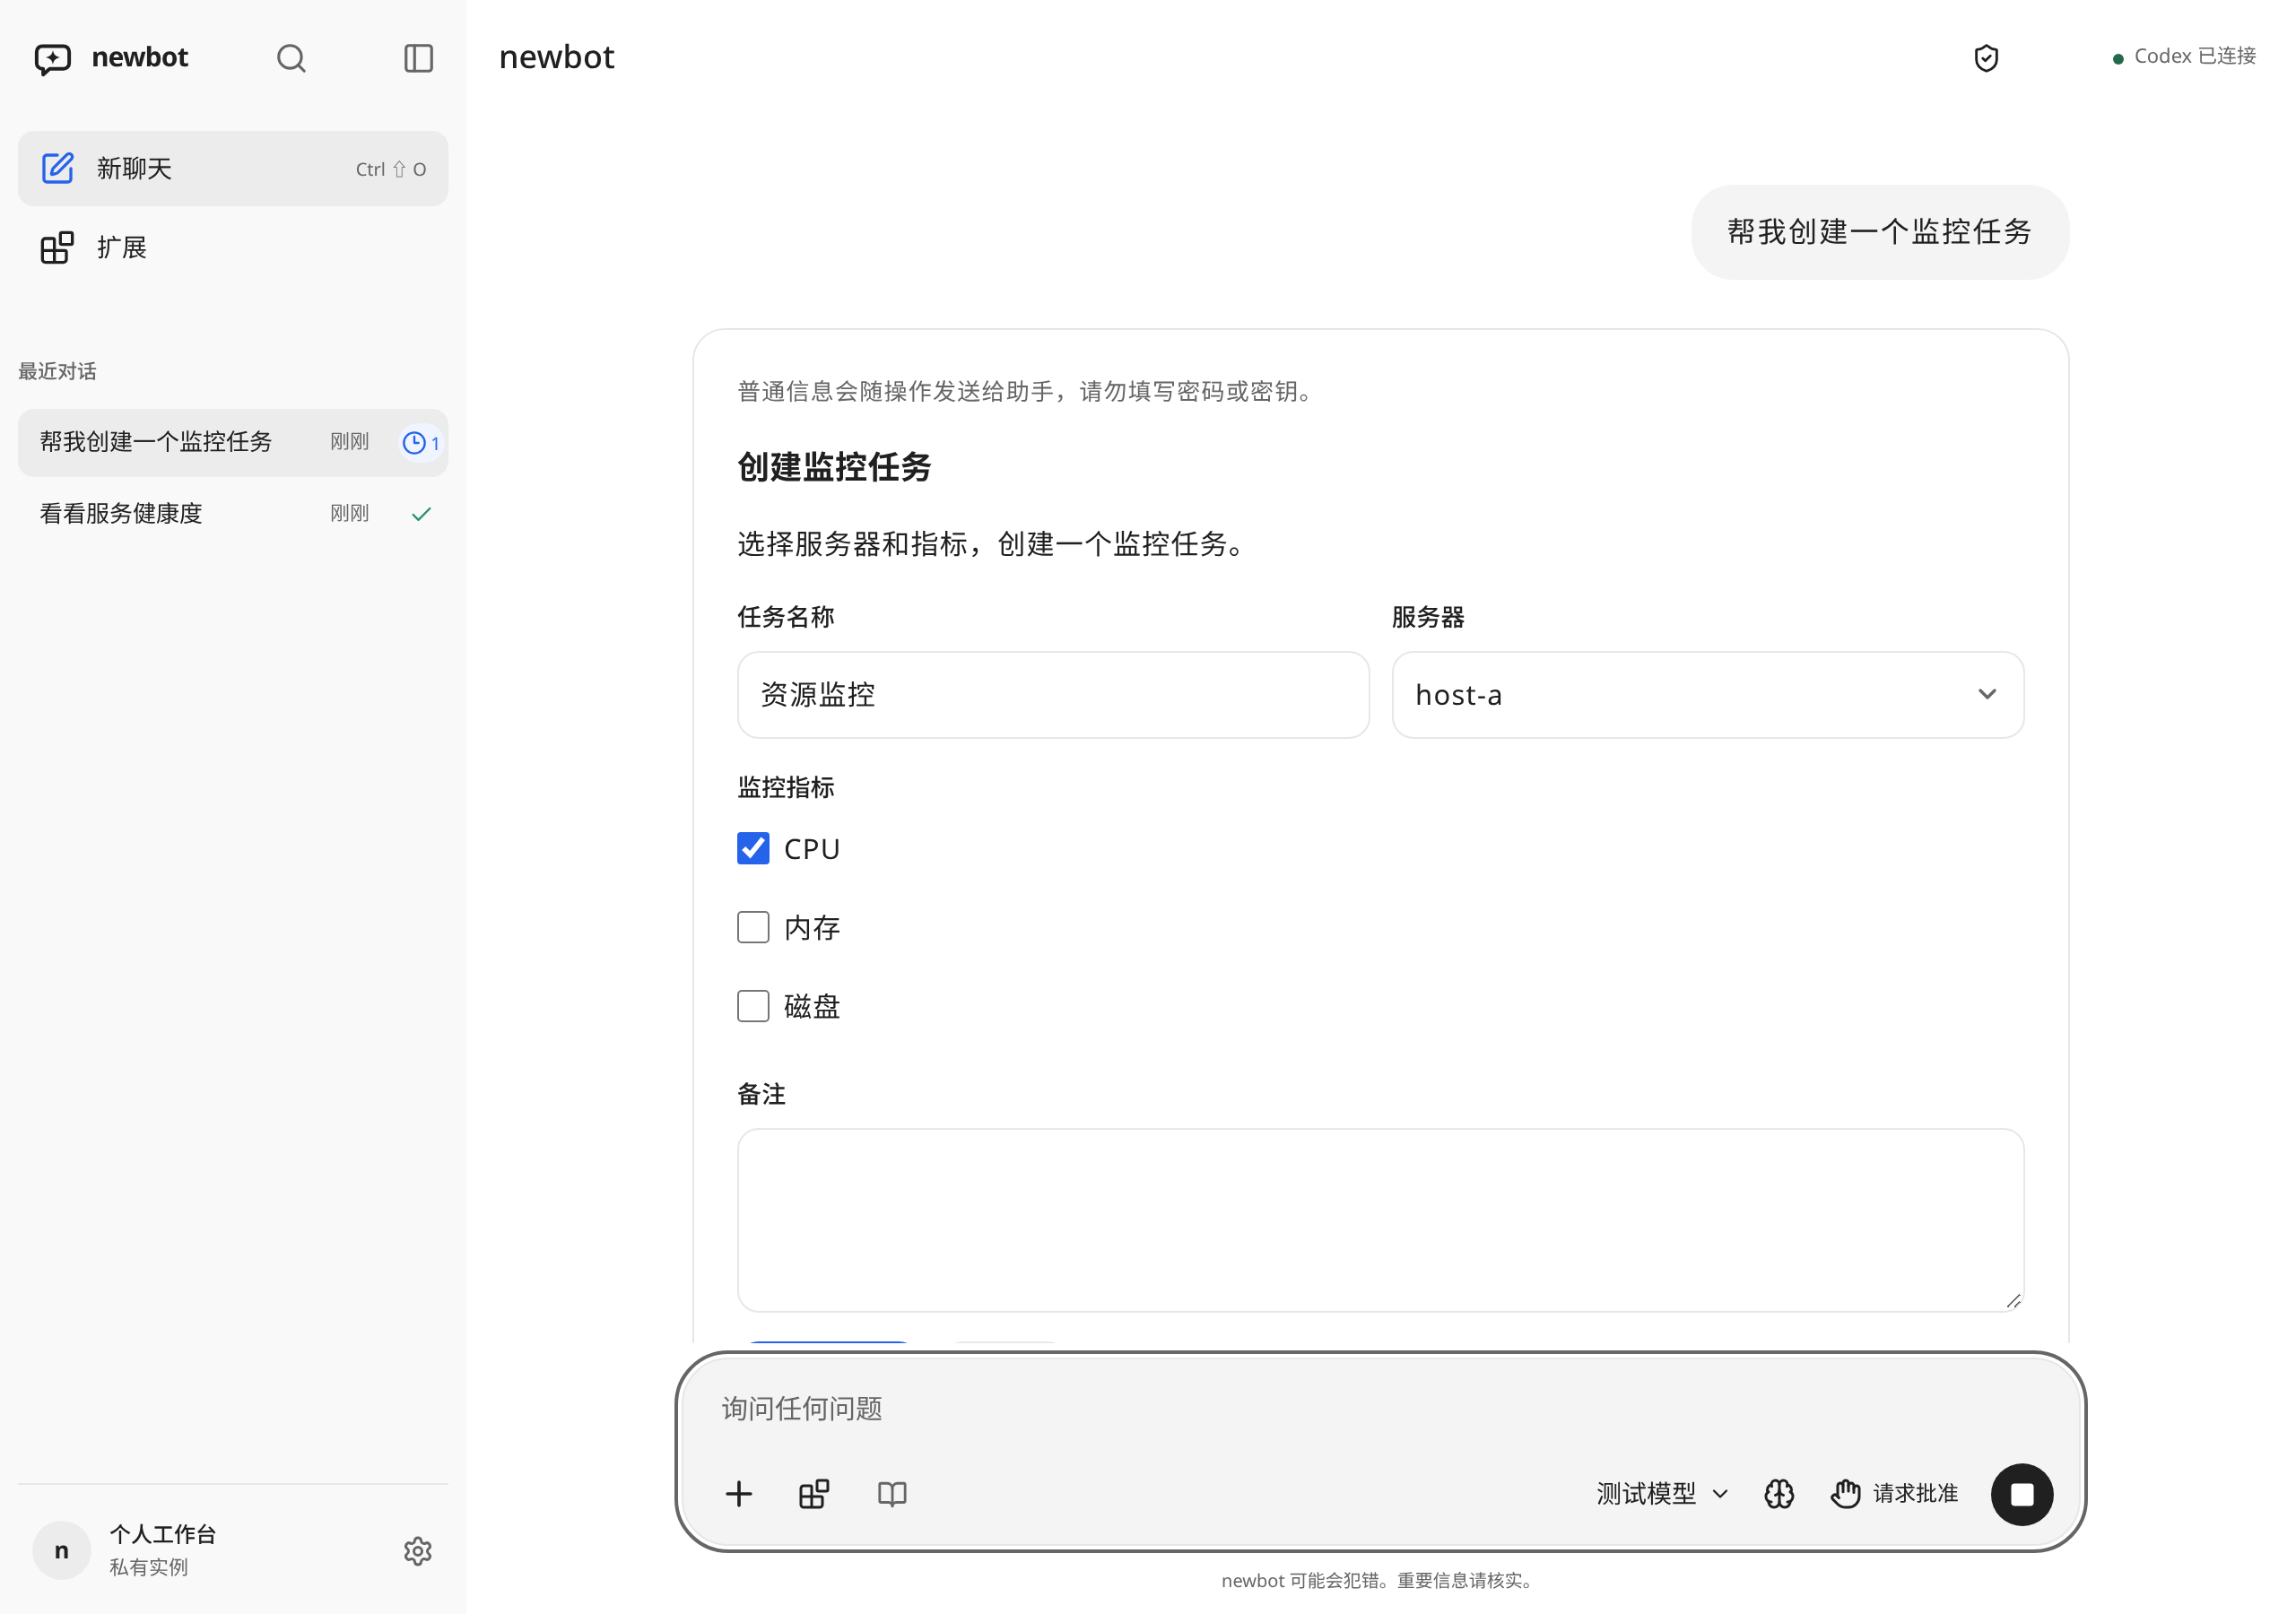 newbot
新聊天
Ctrl ⇧ O
扩展
最近对话
帮我创建一个监控任务 刚刚 1
看看服务健康度 刚刚
n
个人工作台
私有实例
newbot
Codex 已连接
帮我创建一个监控任务
普通信息会随操作发送给助手，请勿填写密码或密钥。
创建监控任务
选择服务器和指标，创建一个监控任务。
任务名称
资源监控
服务器
host-a
监控指标
CPU
内存
磁盘
备注
询问任何问题
测试模型
请求批准
newbot 可能会犯错。重要信息请核实。